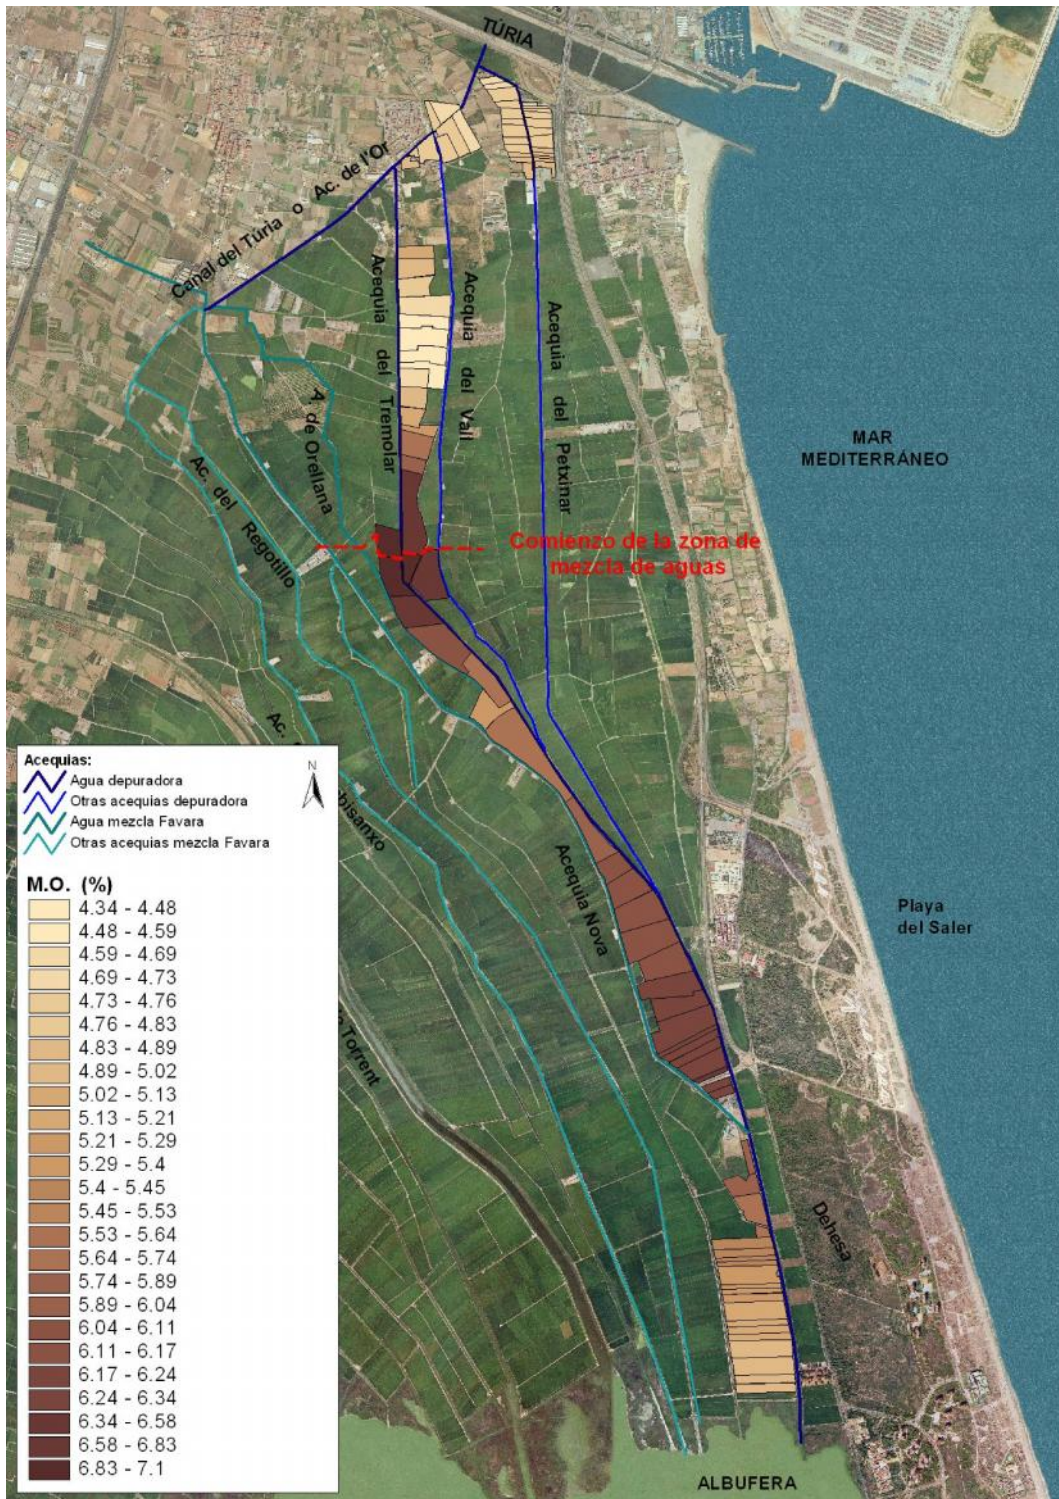 TÚRIA
Canal del Túria o Ac. de l'Or
Acequia del Tremolar
Acequia del Vall
Acequia del Petxinar
A. de Orellana
Ac. del Regotillo
MAR
MEDITERRÁNEO
Comienzo de la zona de
mezcla de aguas
Acequia Nova
Playa
del Saler
Dehesa
ALBUFERA
Ac.
Torrent
N
Acequias:
Agua depuradora
Otras acequias depuradora
Agua mezcla Favara
Otras acequias mezcla Favara
M.O. (%)
4.34 - 4.48
4.48 - 4.59
4.59 - 4.69
4.69 - 4.73
4.73 - 4.76
4.76 - 4.83
4.83 - 4.89
4.89 - 5.02
5.02 - 5.13
5.13 - 5.21
5.21 - 5.29
5.29 - 5.4
5.4 - 5.45
5.45 - 5.53
5.53 - 5.64
5.64 - 5.74
5.74 - 5.89
5.89 - 6.04
6.04 - 6.11
6.11 - 6.17
6.17 - 6.24
6.24 - 6.34
6.34 - 6.58
6.58 - 6.83
6.83 - 7.1